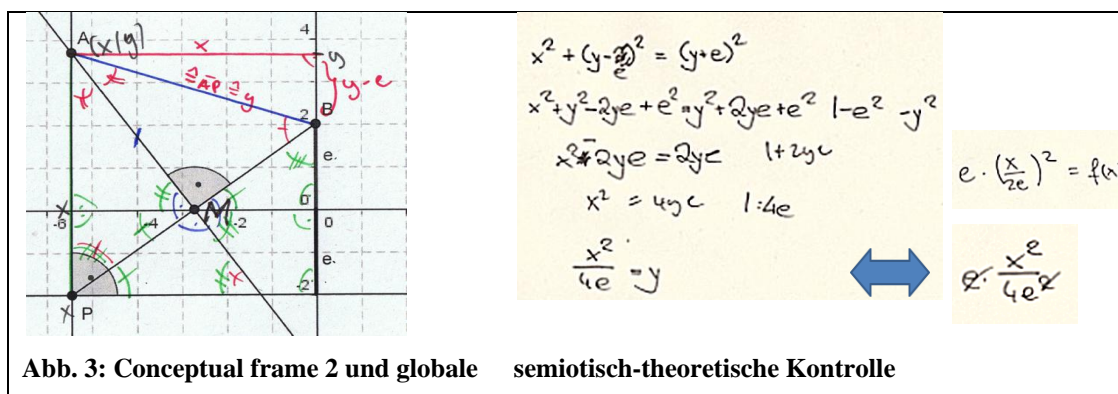 A (x/y)
x
4
y
y-e
≙ AP ≙ y
B
2
e.
M
0
-6
x
-4
-2
0
e.
-2
x P
x² + (y-e)² = (y+e)²
x²+y²-2ye+e²=y²+2ye+e² |-e² -y²
x²-2ye = 2ye |+2ye
x² = 4ye |:4e
x²/4e = y
e·(x/2e)² = f(x
e·x²/4e²
Abb. 3: Conceptual frame 2 und globale semiotisch-theoretische Kontrolle